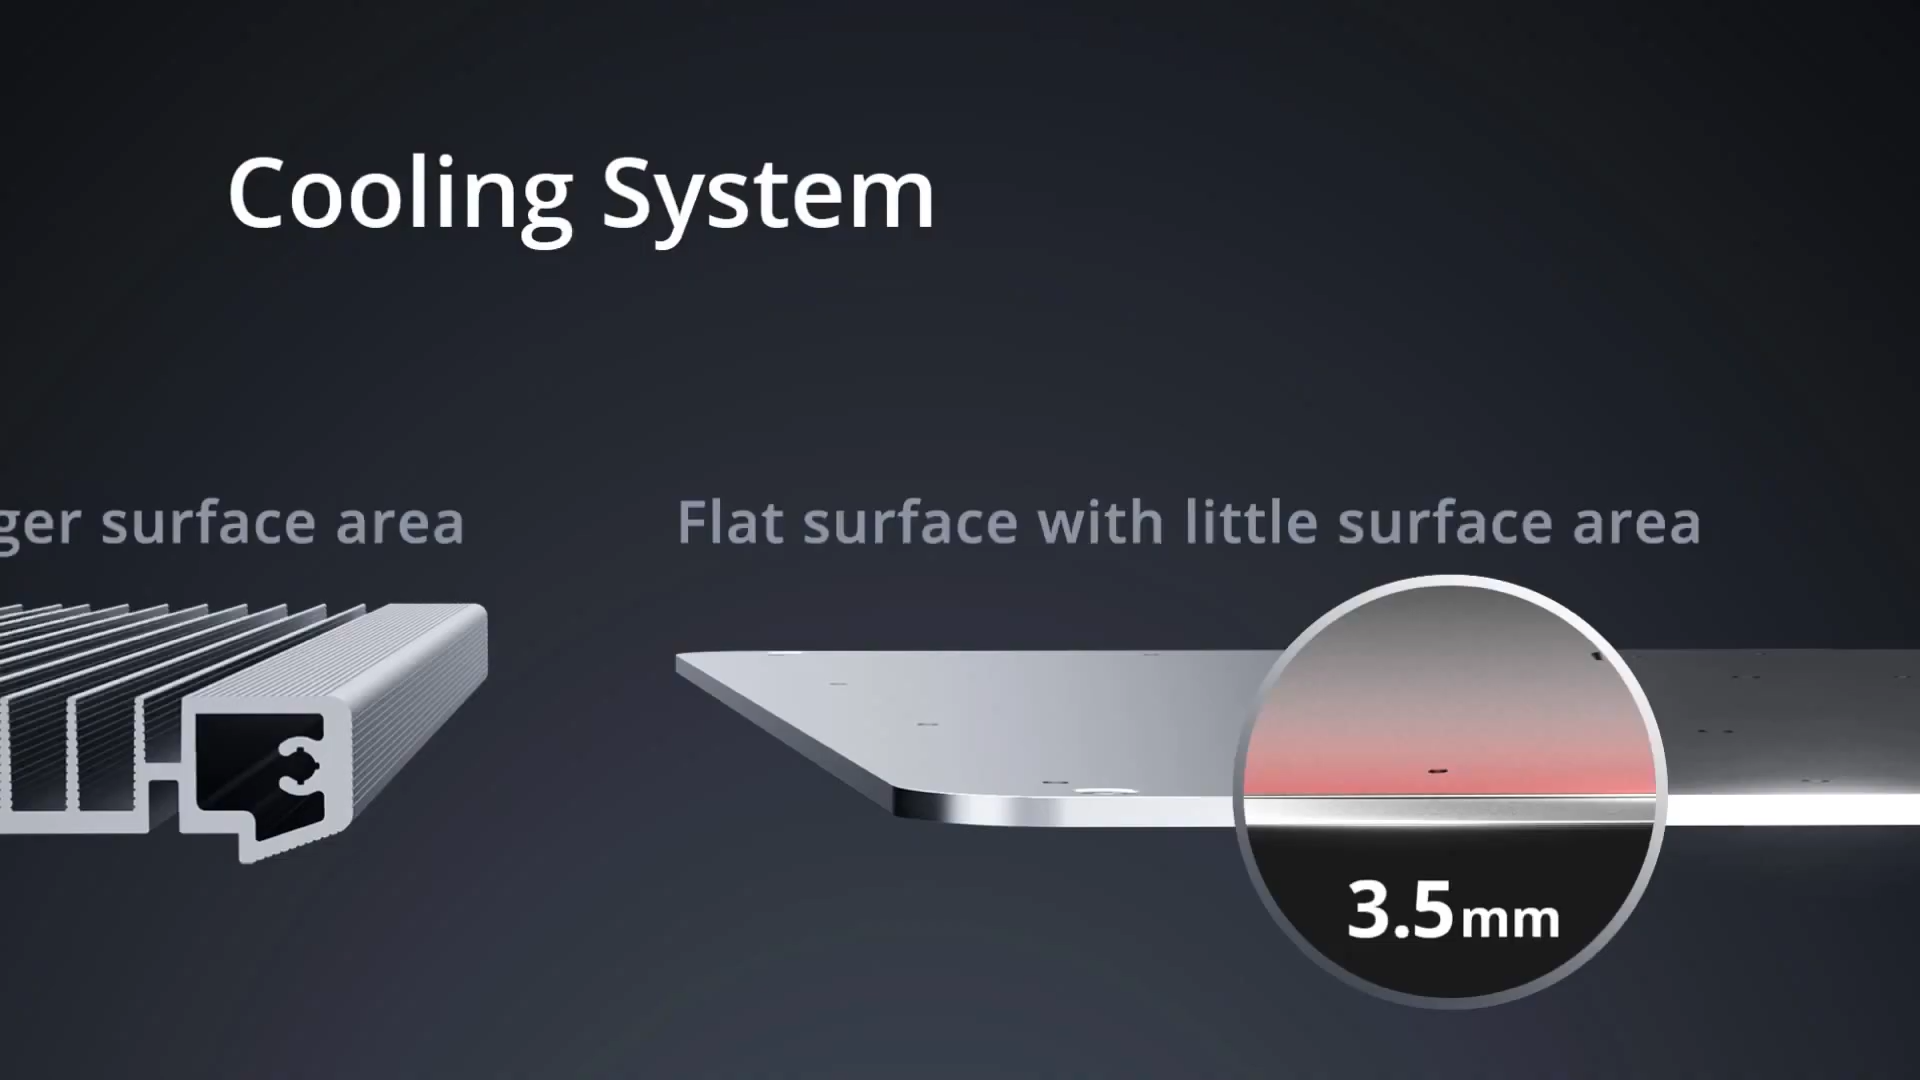 Cooling System
ger surface area
Flat surface with little surface area
3.5mm